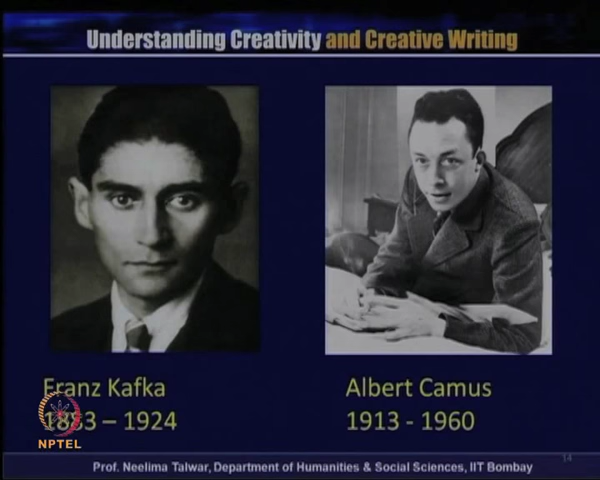 Understanding Creativity and Creative Writing
Franz Kafka
1883 – 1924
Albert Camus
1913 - 1960
NPTEL
14
Prof. Neelima Talwar, Department of Humanities & Social Sciences, IIT Bombay